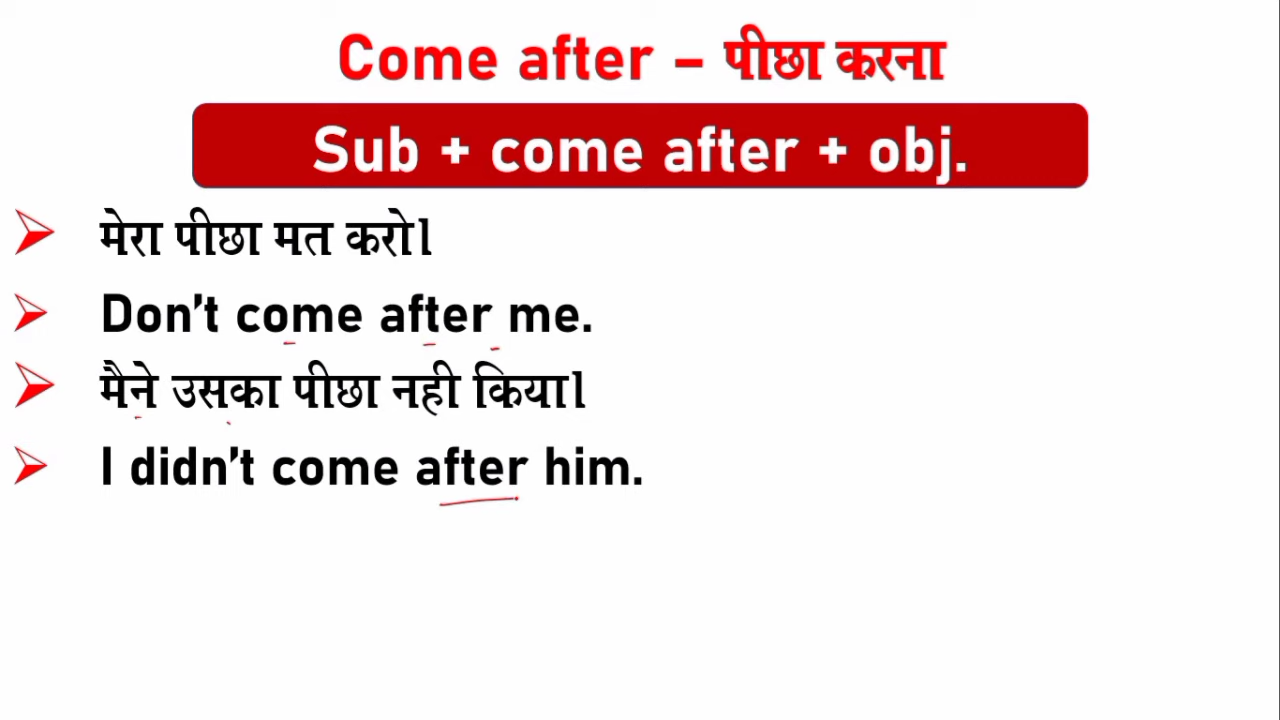 Come after – पीछा करना
Sub + come after + obj.
मेरा पीछा मत करो।
Don't come after me.
मैने उसका पीछा नही किया।
I didn't come after him.